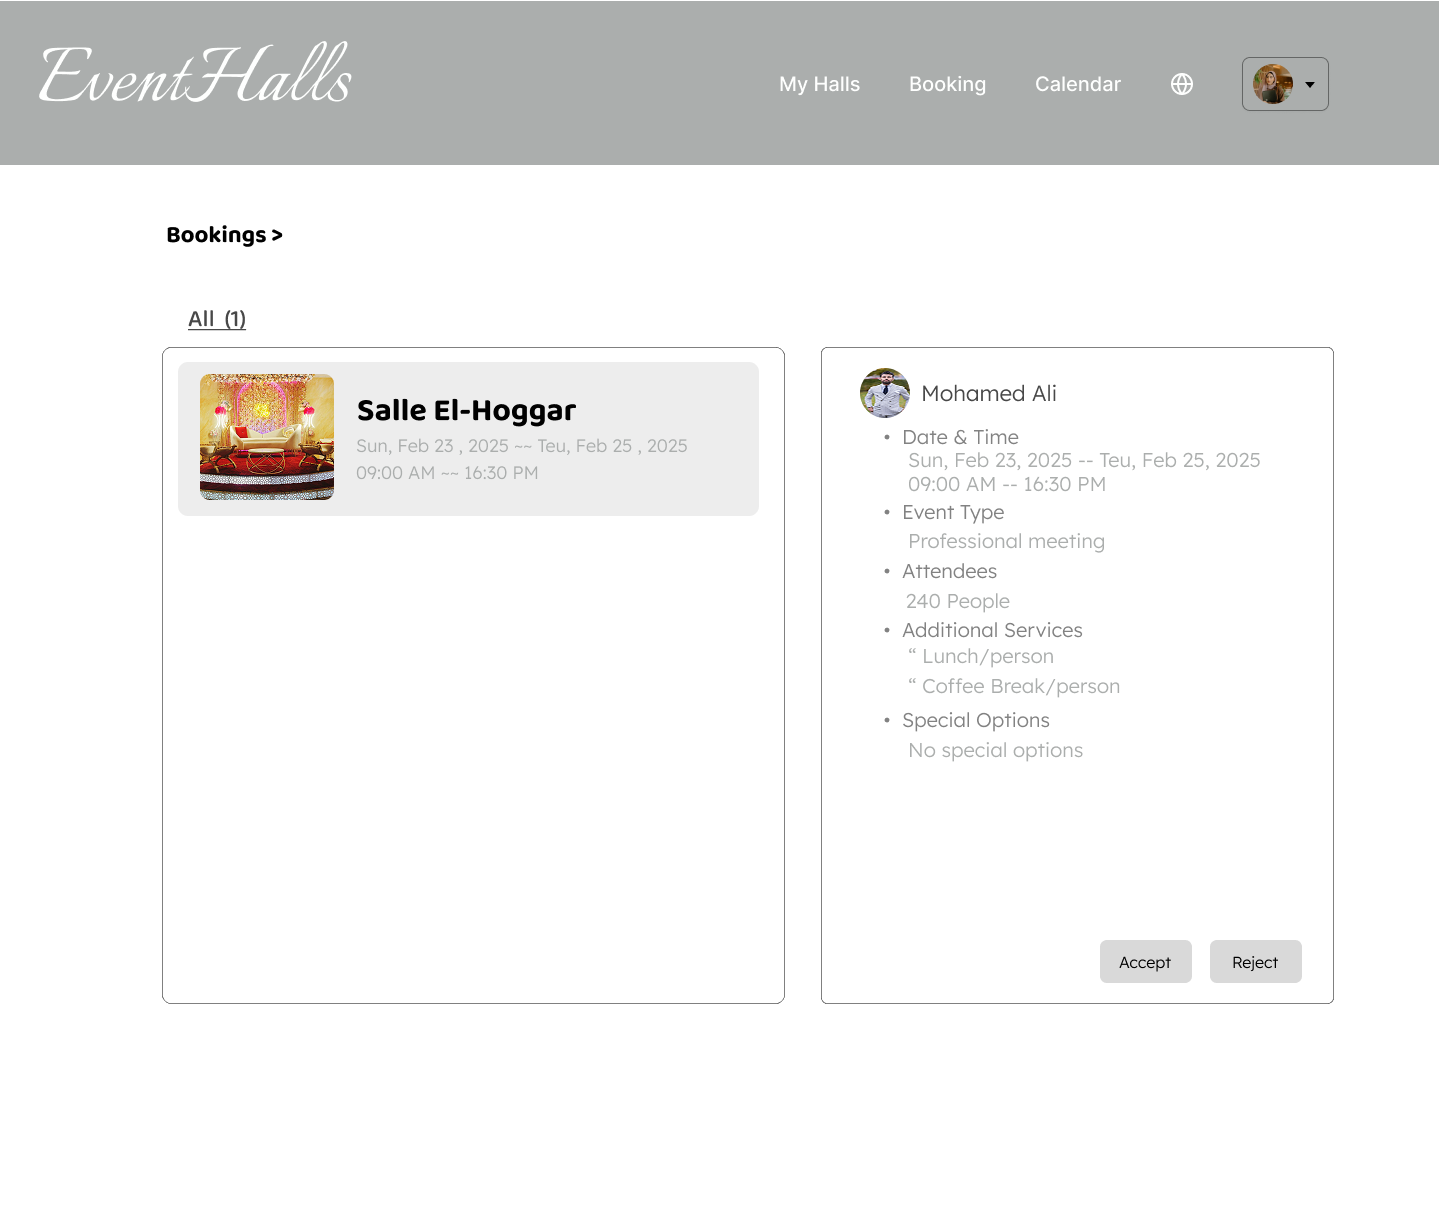 EventHalls
My Halls Booking Calendar
Bookings >
All (1)
Salle El-Hoggar
Sun, Feb 23 , 2025 ~~ Teu, Feb 25 , 2025
09:00 AM ~~ 16:30 PM
Mohamed Ali
• Date & Time
Sun, Feb 23, 2025 -- Teu, Feb 25, 2025
09:00 AM -- 16:30 PM
• Event Type
Professional meeting
• Attendees
240 People
• Additional Services
“ Lunch/person
“ Coffee Break/person
• Special Options
No special options
Accept Reject